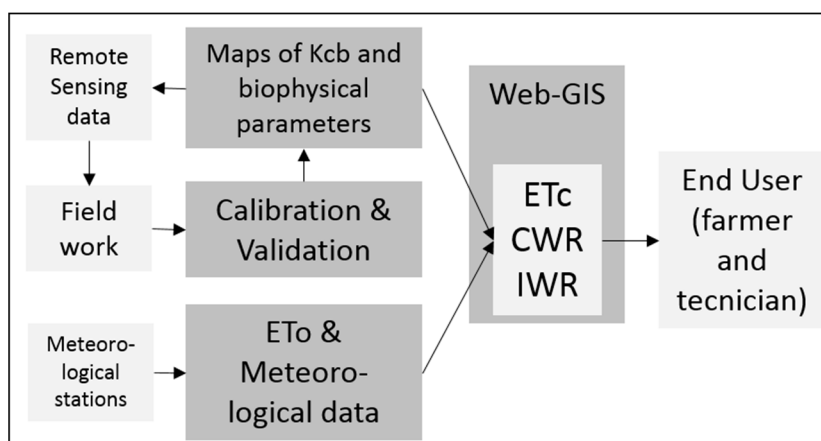 Remote
Sensing
data
Maps of Kcb and
biophysical
parameters
Field
work
Calibration &
Validation
Meteoro-
logical
stations
ETo &
Meteoro-
logical data
Web-GIS
ETc
CWR
IWR
End User
(farmer
and
tecnician)